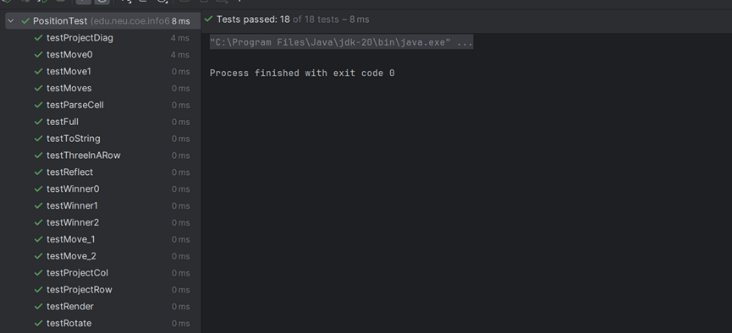 PositionTest (edu.neu.coe.info6 8 ms
testProjectDiag 4 ms
testMove0 4 ms
testMove1 0 ms
testMoves 0 ms
testParseCell 0 ms
testFull 0 ms
testToString 0 ms
testThreeInARow 0 ms
testReflect 0 ms
testWinner0 0 ms
testWinner1 0 ms
testWinner2 0 ms
testMove_1 0 ms
testMove_2 0 ms
testProjectCol 0 ms
testProjectRow 0 ms
testRender 0 ms
testRotate 0 ms
Tests passed: 18 of 18 tests – 8 ms
"C:\Program Files\Java\jdk-20\bin\java.exe" ...
Process finished with exit code 0